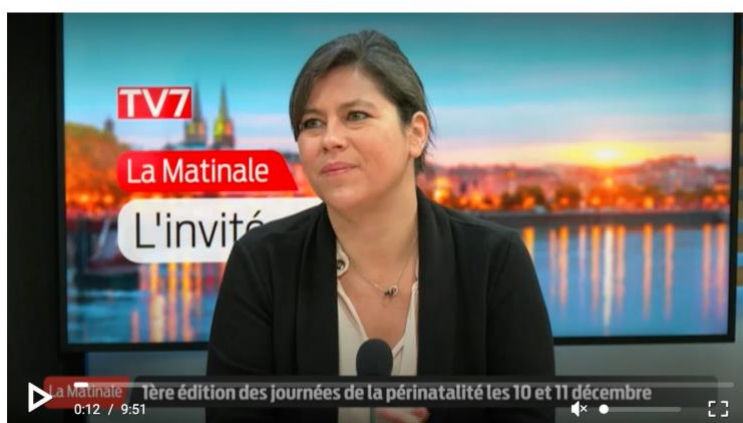 TV7
La Matinale
L'invité
La Matinale 1ère édition des journées de la périnatalité les 10 et 11 décembre
0:12 / 9:51